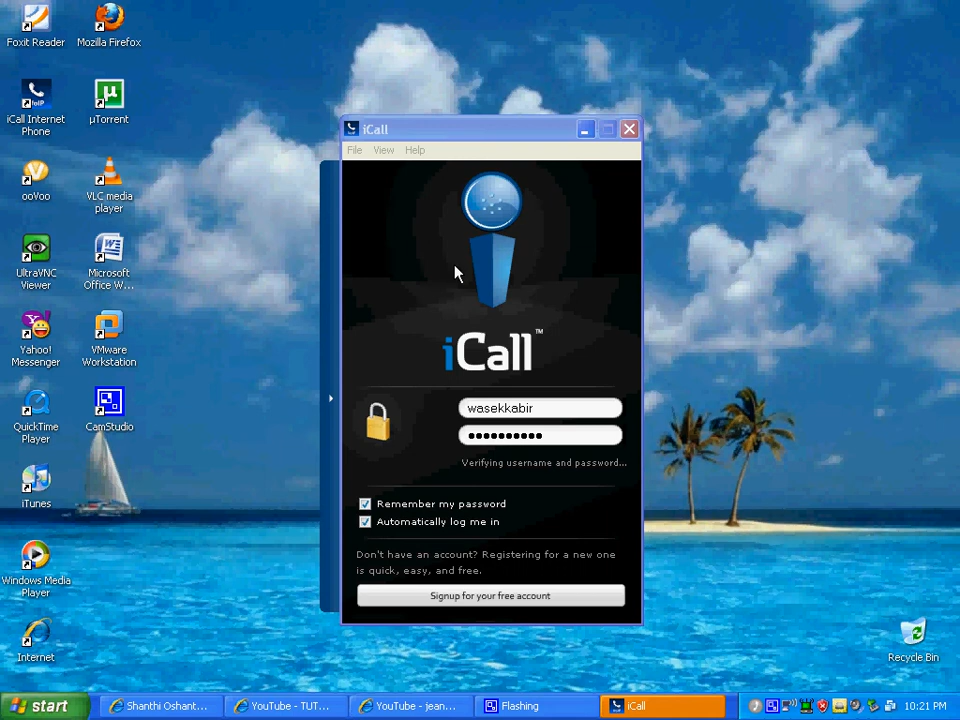 Foxit Reader
Mozilla Firefox
iCall Internet
Phone
µTorrent
ooVoo
VLC media
player
UltraVNC
Viewer
Microsoft
Office W...
Yahoo!
Messenger
VMware
Workstation
QuickTime
Player
CamStudio
iTunes
Windows Media
Player
Internet
Recycle Bin
iCall
File View Help
iCall™
wasekkabir
Verifying username and password...
Remember my password
Automatically log me in
Don't have an account? Registering for a new one
is quick, easy, and free.
Signup for your free account
start
Shanthi Oshant...
YouTube - TUT...
YouTube - jean...
Flashing
iCall
10:21 PM